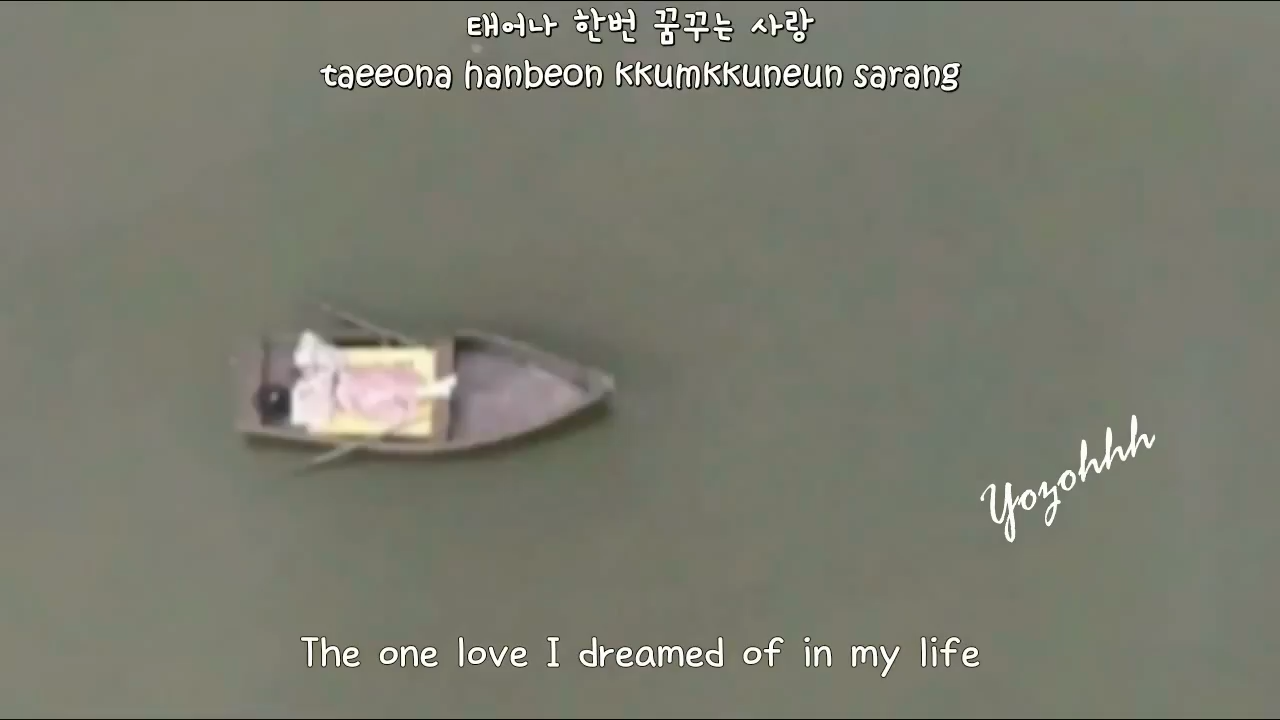 태어나 한번 꿈꾸는 사랑
taeeona hanbeon kkumkkuneun sarang
Yozohhh
The one love I dreamed of in my life